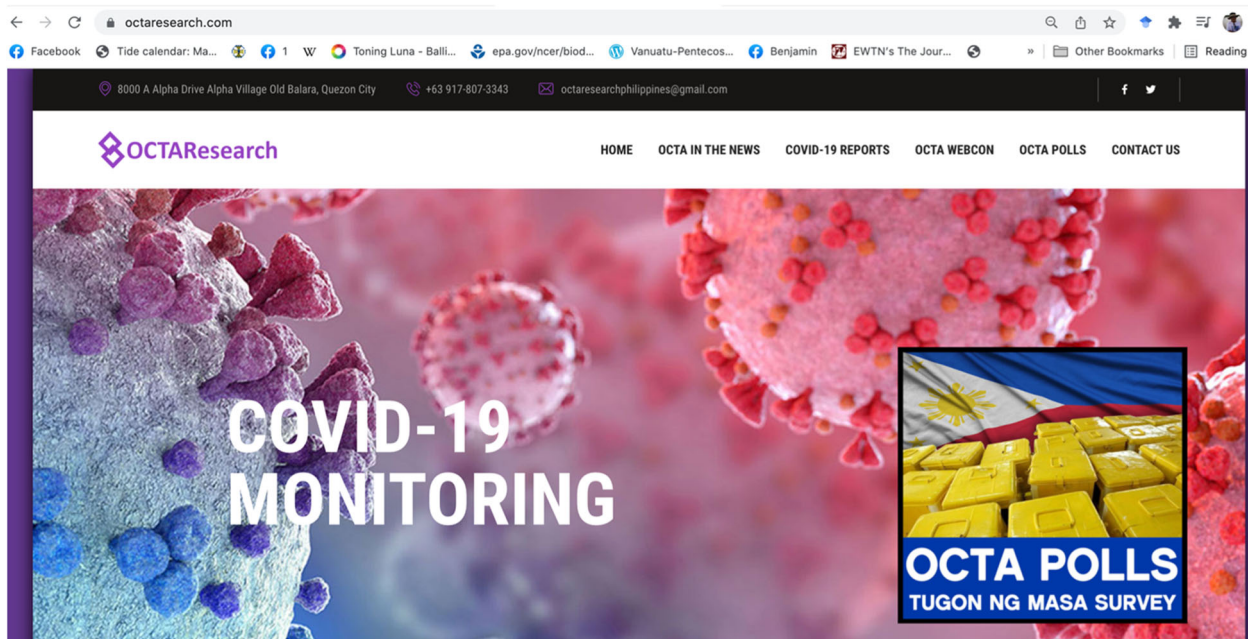 octaresearch.com
Facebook Tide calendar: Ma... 1 W Toning Luna - Balli... epa.gov/ncer/biod... Vanuatu-Pentecos... Benjamin EWTN's The Jour... » Other Bookmarks Reading
8000 A Alpha Drive Alpha Village Old Balara, Quezon City +63 917-807-3343 octaresearchphilippines@gmail.com
OCTAResearch HOME OCTA IN THE NEWS COVID-19 REPORTS OCTA WEBCON OCTA POLLS CONTACT US
COVID-19
MONITORING
OCTA POLLS
TUGON NG MASA SURVEY